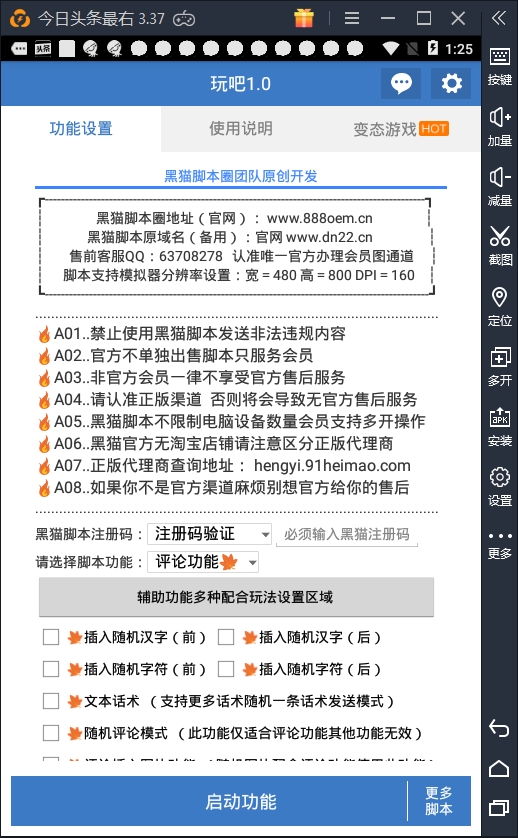 今日头条最右 3.37
头条
1:25
玩吧1.0
功能设置
使用说明
变态游戏 HOT
黑猫脚本圈团队原创开发
黑猫脚本圈地址（官网）：www.888oem.cn
黑猫脚本原域名（备用）：官网 www.dn22.cn
售前客服QQ：63708278 认准唯一官方办理会员图通道
脚本支持模拟器分辨率设置：宽 = 480 高 = 800 DPI = 160
A01..禁止使用黑猫脚本发送非法违规内容
A02..官方不单独出售脚本只服务会员
A03..非官方会员一律不享受官方售后服务
A04..请认准正版渠道 否则将会导致无官方售后服务
A05..黑猫脚本不限制电脑设备数量会员支持多开操作
A06..黑猫官方无淘宝店铺请注意区分正版代理商
A07..正版代理商查询地址：hengyi.91heimao.com
A08..如果你不是官方渠道麻烦别想官方给你的售后
黑猫脚本注册码：注册码验证 必须输入黑猫注册码
请选择脚本功能：评论功能
辅助功能多种配合玩法设置区域
插入随机汉字（前） 插入随机汉字（后）
插入随机字符（前） 插入随机字符（后）
文本话术 （支持更多话术随机一条话术发送模式）
随机评论模式 （此功能仅适合评论功能其他功能无效）
启动功能
更多
脚本
按键
加量
减量
截图
定位
多开
APK
安装
设置
更多